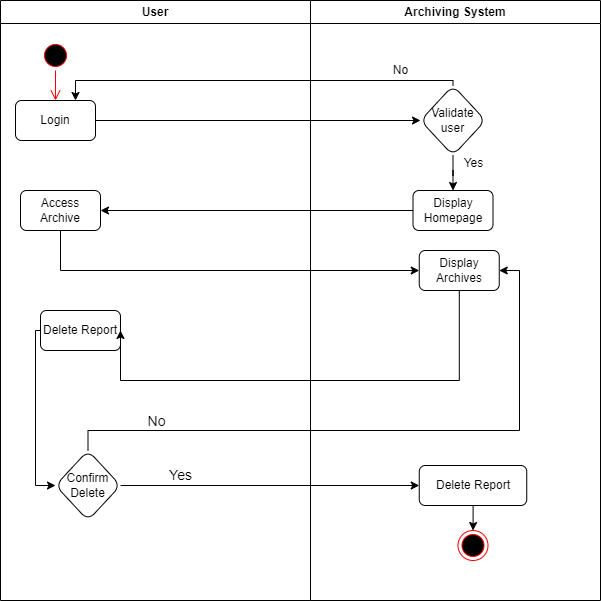 User
Archiving System
No
Login
Validate
user
Yes
Access
Archive
Display
Homepage
Display
Archives
Delete Report
No
Confirm
Delete
Yes
Delete Report